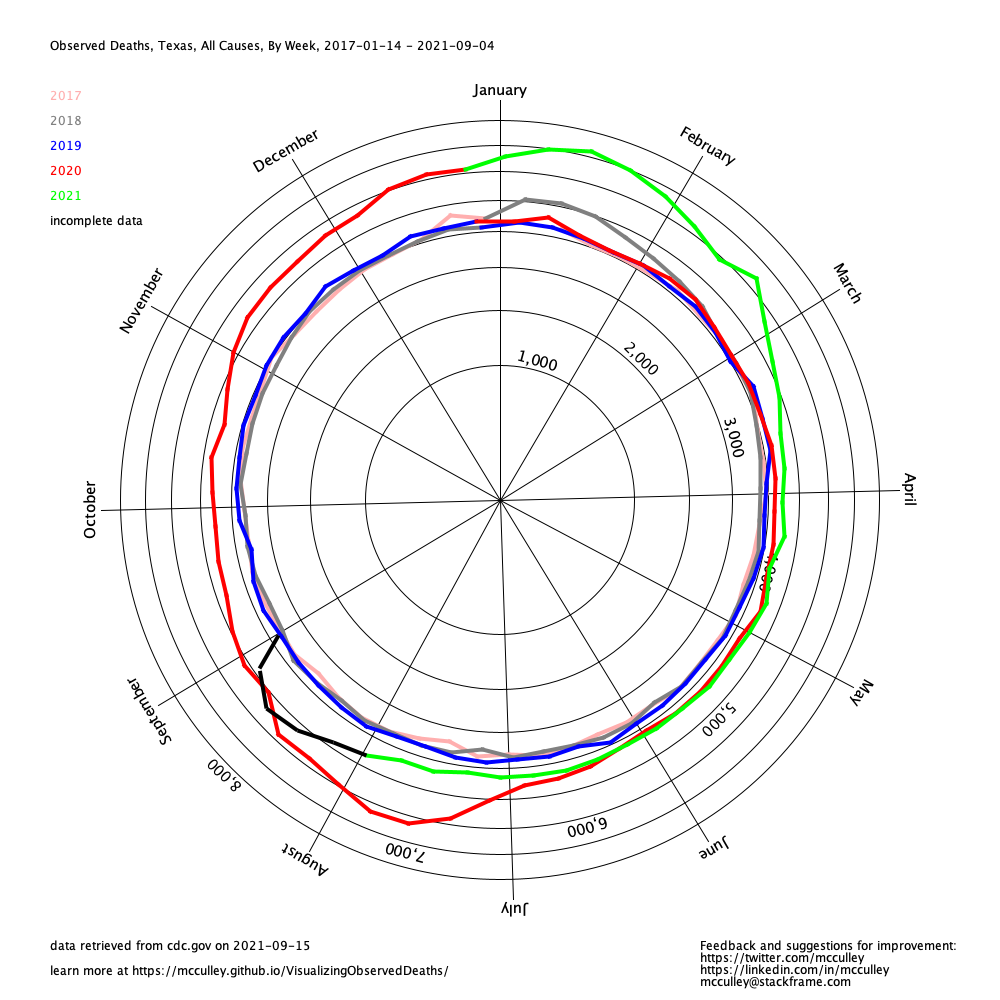 Observed Deaths, Texas, All Causes, By Week, 2017-01-14 - 2021-09-04
2017
2018
2019
2020
2021
incomplete data
January
February
March
April
May
June
July
August
September
October
November
December
1,000
2,000
3,000
5,000
6,000
7,000
8,000
data retrieved from cdc.gov on 2021-09-15
learn more at https://mcculley.github.io/VisualizingObservedDeaths/
Feedback and suggestions for improvement:
https://twitter.com/mcculley
https://linkedin.com/in/mcculley
mcculley@stackframe.com